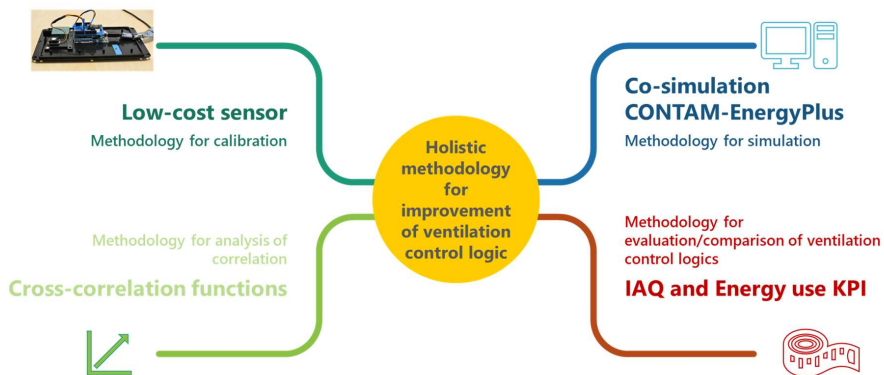 Low-cost sensor
Methodology for calibration
Co-simulation
CONTAM-EnergyPlus
Methodology for simulation
Holistic
methodology
for
improvement
of ventilation
control logic
Methodology for analysis of
correlation
Cross-correlation functions
Methodology for
evaluation/comparison of ventilation
control logics
IAQ and Energy use KPI